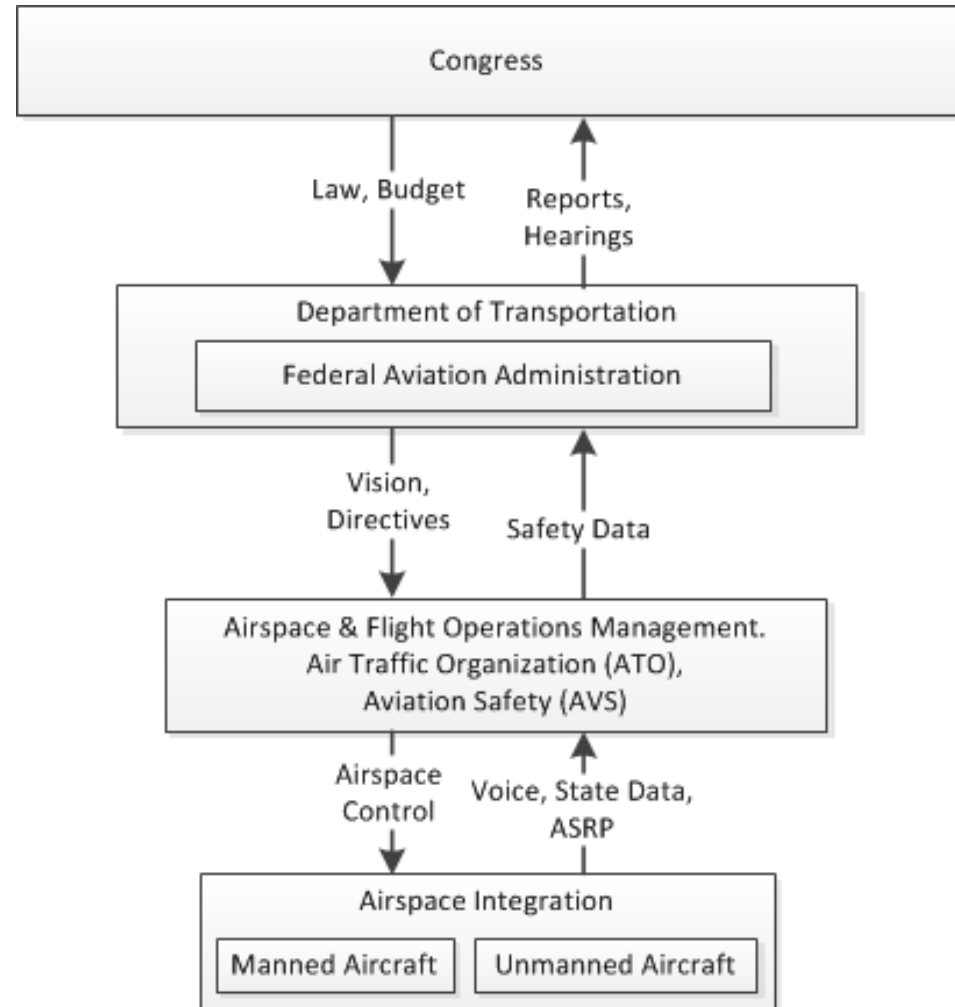 Congress
Law, Budget
Reports,
Hearings
Department of Transportation
Federal Aviation Administration
Vision,
Directives
Safety Data
Airspace & Flight Operations Management.
Air Traffic Organization (ATO),
Aviation Safety (AVS)
Airspace
Control
Voice, State Data,
ASRP
Airspace Integration
Manned Aircraft
Unmanned Aircraft